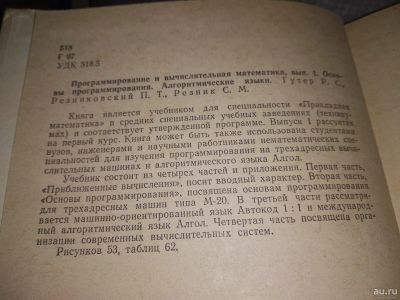 518
Г 97
УДК 518.5
Программирование и вычислительная математика, вып. 1. Осно-
вы программирования. Алгоритмические языки. Гутер Р. С.,
Резниковский П. Т., Резник С. М.
Книга является учебником для специальности «Прикладная
математика» в средних специальных учебных заведениях (технику-
мах) и соответствует утвержденной программе. Выпуск 1 рассчитан
на первый курс. Книга может быть также использована студентами
вузов, инженерами и научными работниками нематематических спе-
циальностей для изучения программирования на трехадресных вычис-
лительных машинах и алгоритмического языка Алгол.
Учебник состоит из четырех частей и приложения. Первая часть,
«Приближенные вычисления», носит вводный характер. Вторая часть,
«Основы программирования», посвящена основам программирования
для трехадресных машин типа М-20. В третьей части рассматри-
вается машинно-ориентированный язык Автокод 1 : 1 и международ-
ный алгоритмический язык Алгол. Четвертая часть посвящена орга-
низации современных вычислительных систем.
Рисунков 53, таблиц 62.
au.ru